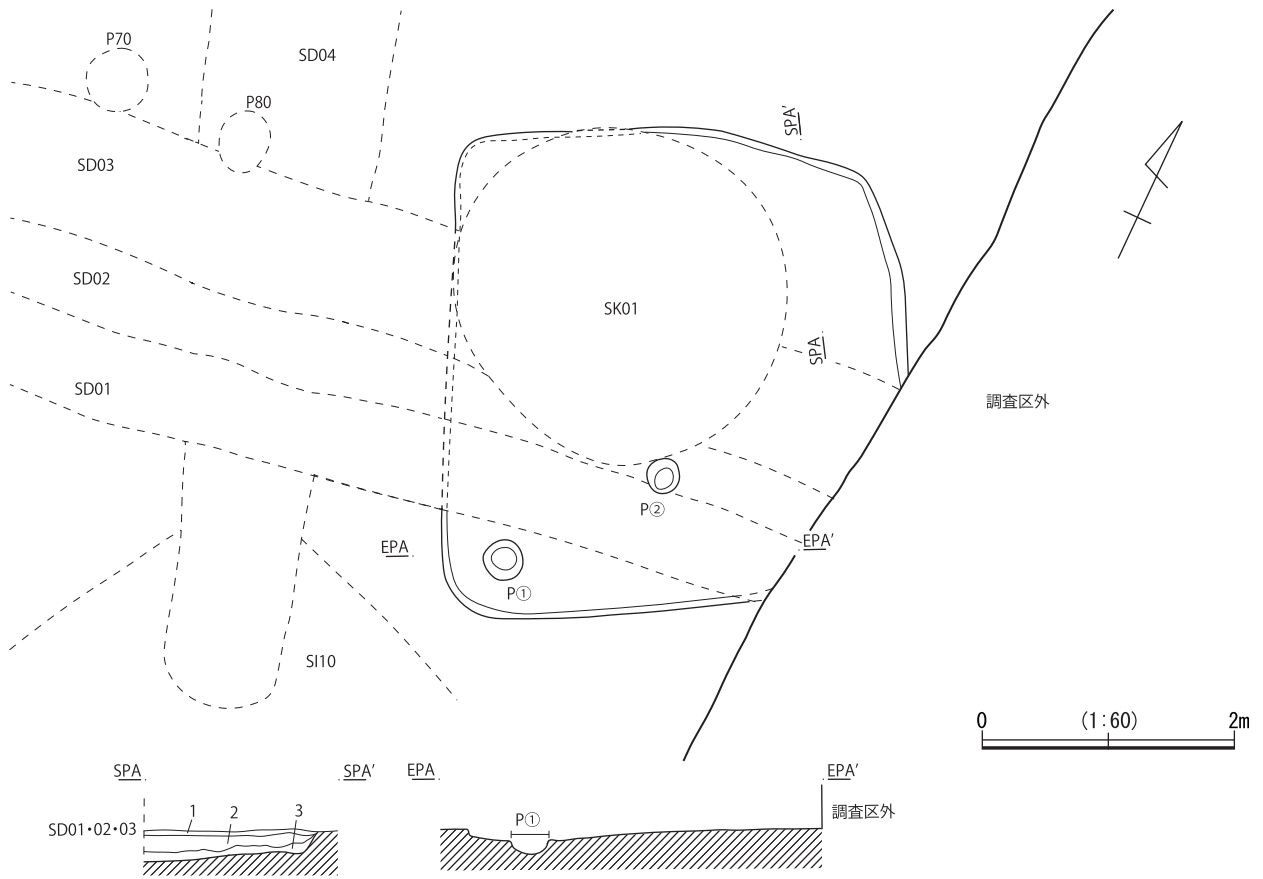 P70
SD04
P80
SPA′
SD03
SD02
SK01
SPA
SD01
調査区外
P②
EPA
EPA′
P①
SI10
0 (1:60) 2m
SPA SPA′ EPA EPA′
1 2 3
P①
調査区外
SD01・02・03